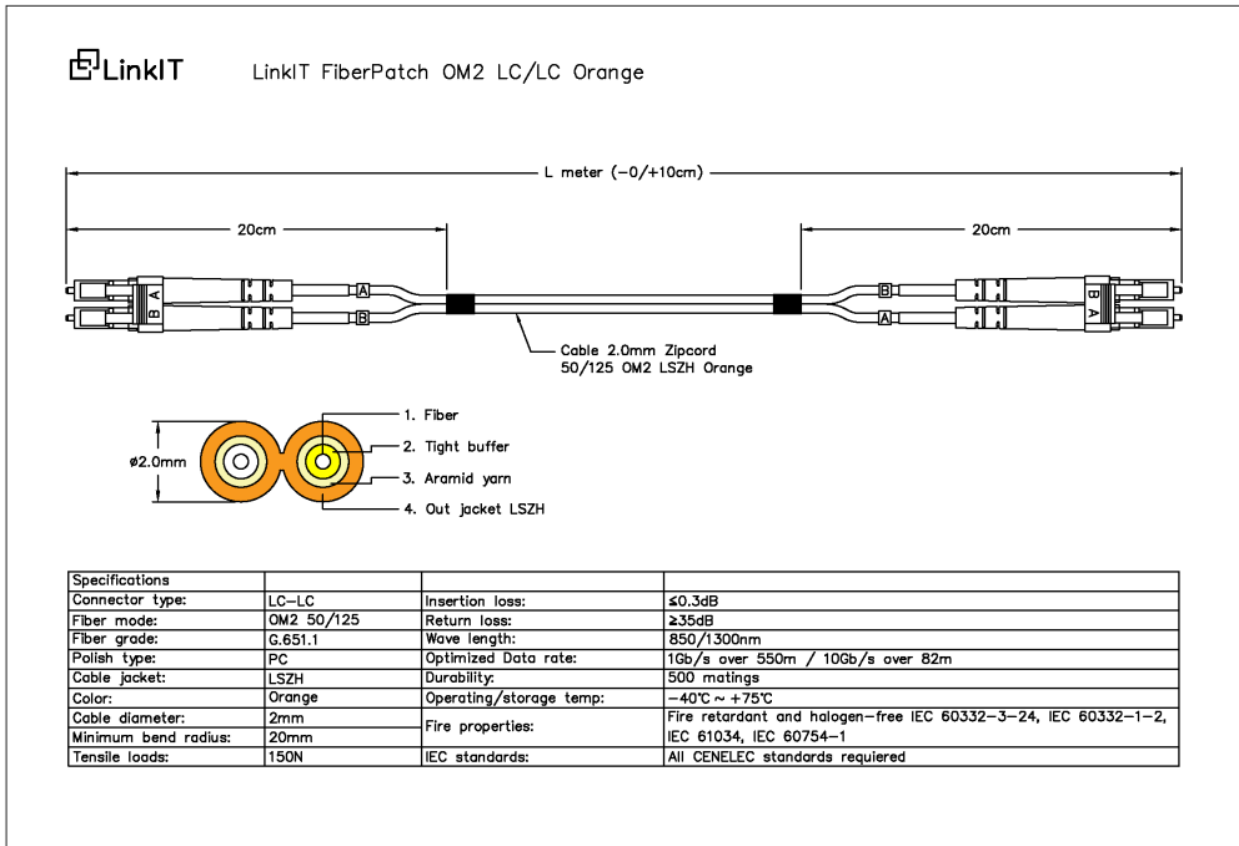 LinkIT
LinkIT FiberPatch OM2 LC/LC Orange
L meter (-0/+10cm)
20cm
20cm
A
B
B
A
B A
B A
Cable 2.0mm Zipcord
50/125 OM2 LSZH Orange
ø2.0mm
1. Fiber
2. Tight buffer
3. Aramid yarn
4. Out jacket LSZH
Specifications
Connector type: LC-LC Insertion loss: ≤0.3dB
Fiber mode: OM2 50/125 Return loss: ≥35dB
Fiber grade: G.651.1 Wave length: 850/1300nm
Polish type: PC Optimized Data rate: 1Gb/s over 550m / 10Gb/s over 82m
Cable jacket: LSZH Durability: 500 matings
Color: Orange Operating/storage temp: -40℃ ~ +75℃
Cable diameter: 2mm Fire properties: Fire retardant and halogen-free IEC 60332-3-24, IEC 60332-1-2,
Minimum bend radius: 20mm IEC 61034, IEC 60754-1
Tensile loads: 150N IEC standards: All CENELEC standards requiered